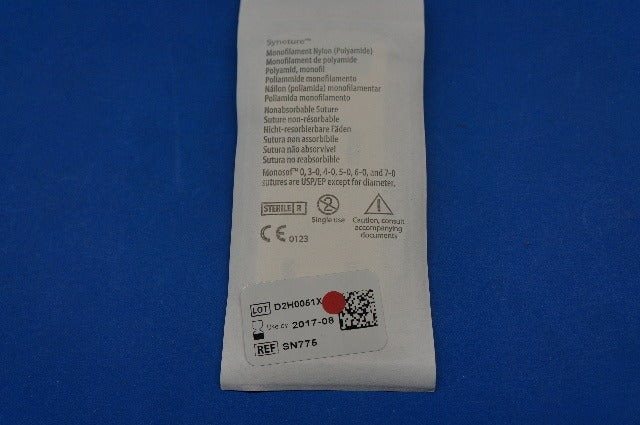 Syneture™
Monofilament Nylon (Polyamide)
Monofilament de polyamide
Polyamid, monofil
Poliammide monofilamento
Náilon (poliamida) monofilamentar
Poliamida monofilamento
Nonabsorbable Suture
Suture non-résorbable
Nicht-resorbierbare Fäden
Sutura non assorbibile
Sutura não absorvível
Sutura no reabsorbible
Monosof™ 0, 3-0, 4-0, 5-0, 6-0, and 7-0
sutures are USP/EP except for diameter.
STERILE R
2
Single use
Caution, consult
accompanying
documents
CE 0123
LOT D2H0051X
Use by 2017-08
REF SN775